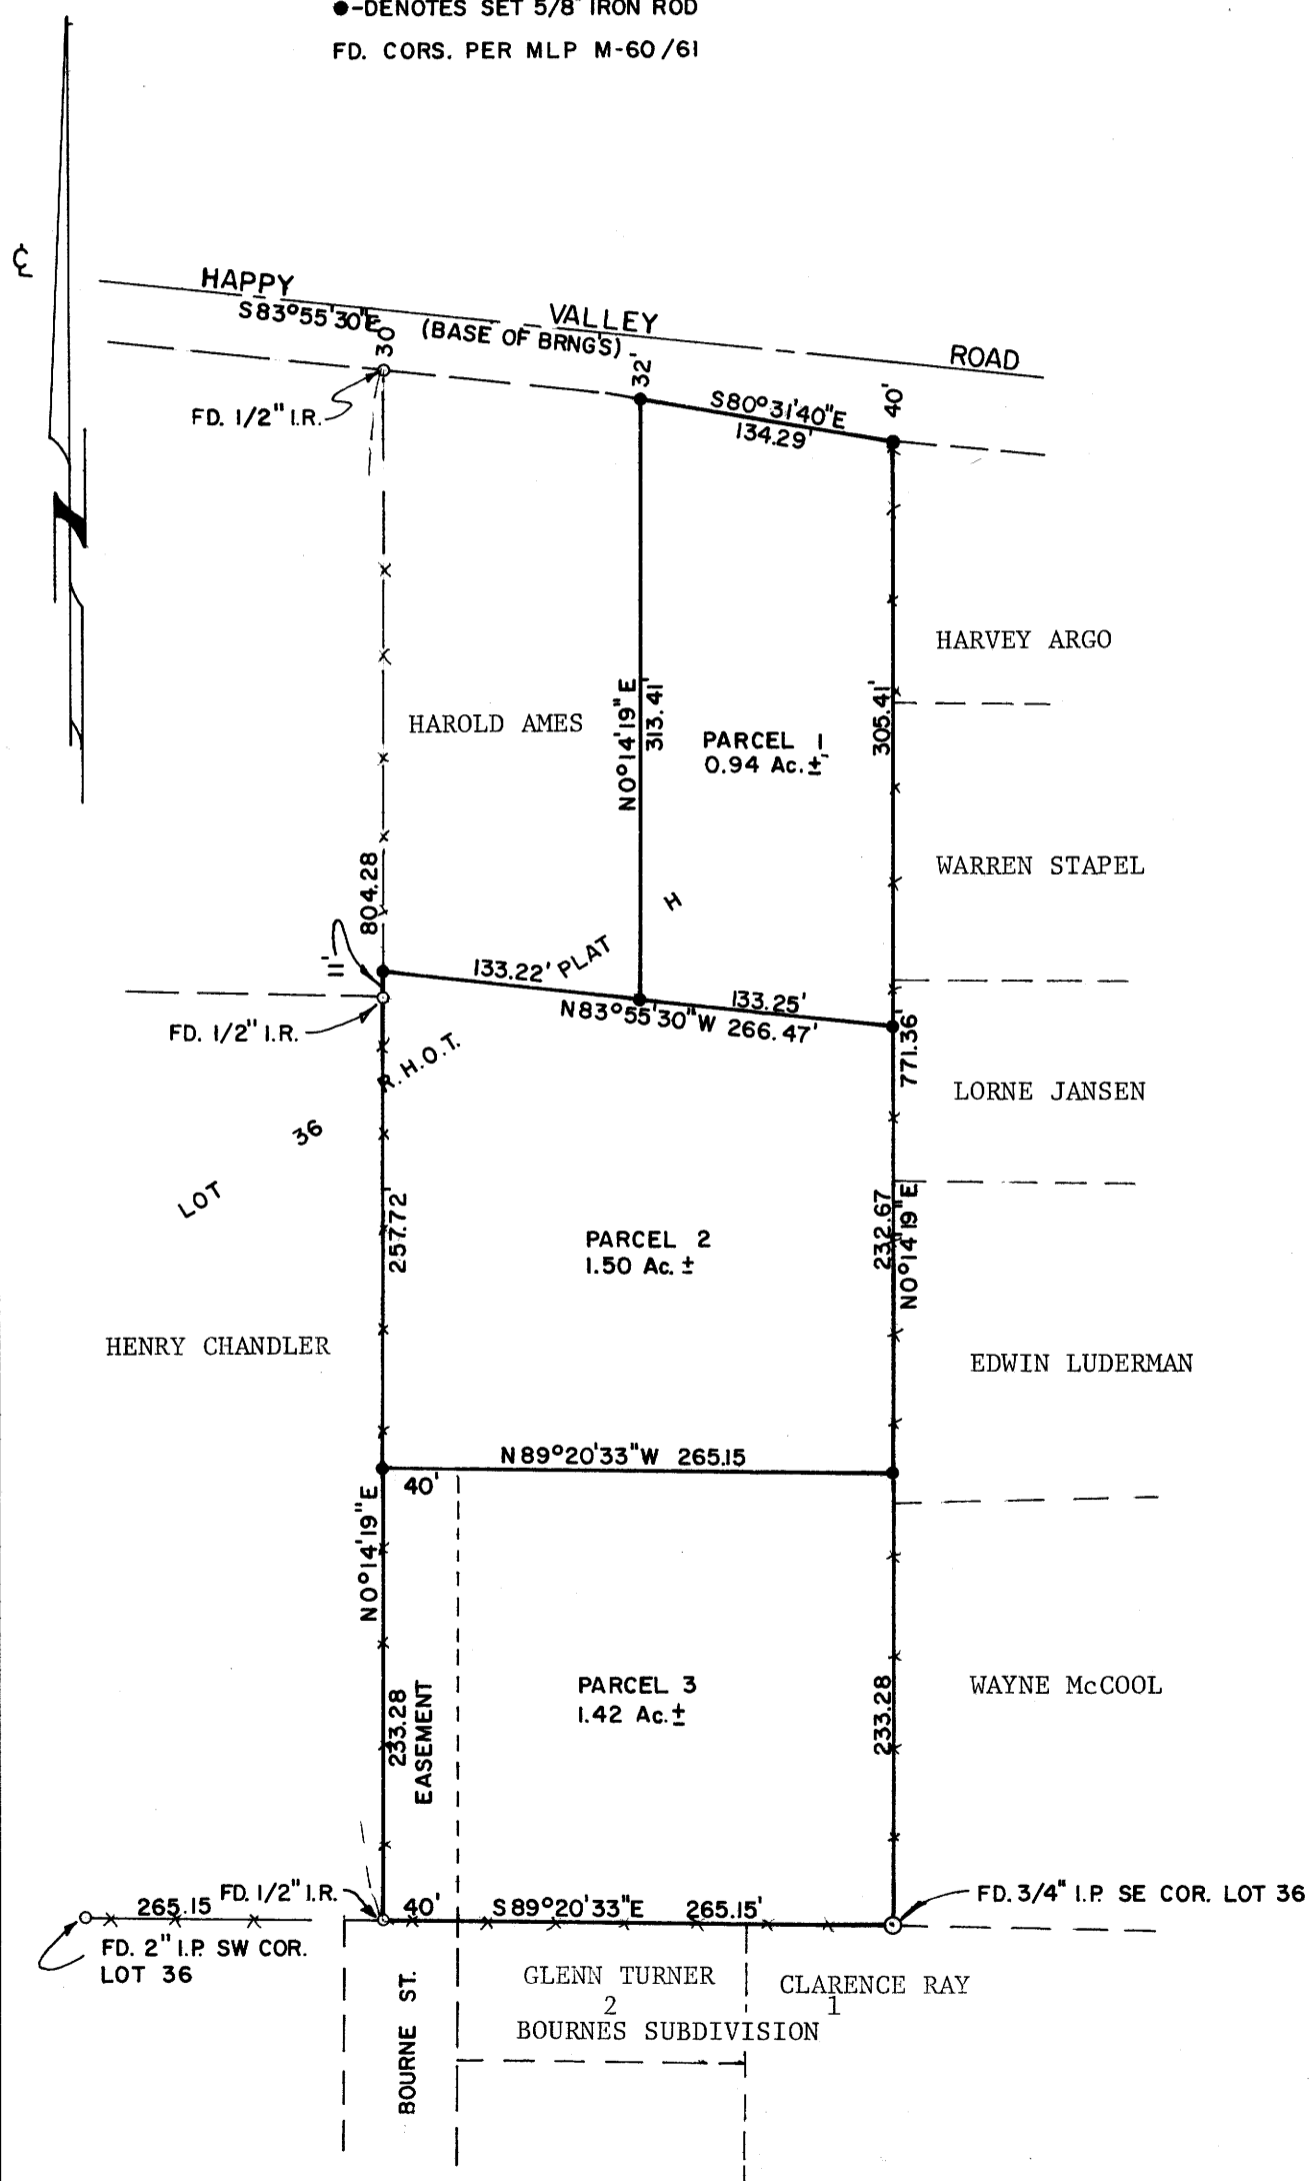 ●-DENOTES SET 5/8" IRON ROD
FD. CORS. PER MLP M-60/61
℄
HAPPY VALLEY ROAD
S83°55'30"E
(BASE OF BRNG'S)
30'
32'
40'
FD. 1/2" I.R.
S80°31'40"E
134.29'
N
HARVEY ARGO
HAROLD AMES
N0°14'19"E
313.41'
PARCEL 1
0.94 Ac.±
305.41'
WARREN STAPEL
804.28
H
PLAT
11'
133.22'
133.25'
N83°55'30"W 266.47'
FD. 1/2" I.R.
R.H.O.T.
771.36'
LORNE JANSEN
36
LOT
257.72'
PARCEL 2
1.50 Ac. ±
232.67
N0°14'19"E
HENRY CHANDLER
EDWIN LUDERMAN
N89°20'33"W 265.15
40'
N0°14'19"E
PARCEL 3
1.42 Ac.±
WAYNE McCOOL
233.28
EASEMENT
233.28
265.15
FD. 1/2" I.R.
40'
S89°20'33"E 265.15'
FD. 3/4" I.P. SE COR. LOT 36
FD. 2" I.P. SW COR.
LOT 36
BOURNE ST.
GLENN TURNER
2
CLARENCE RAY
1
BOURNES SUBDIVISION